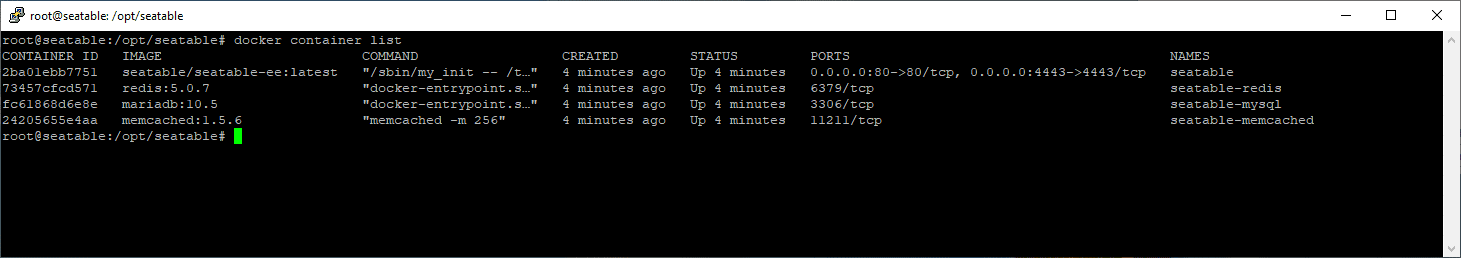 root@seatable: /opt/seatable
root@seatable:/opt/seatable# docker container list
CONTAINER ID   IMAGE                         COMMAND                  CREATED         STATUS         PORTS                                        NAMES
2ba01ebb7751   seatable/seatable-ee:latest   "/sbin/my_init -- /t…"   4 minutes ago   Up 4 minutes   0.0.0.0:80->80/tcp, 0.0.0.0:4443->4443/tcp   seatable
73457cfcd571   redis:5.0.7                   "docker-entrypoint.s…"   4 minutes ago   Up 4 minutes   6379/tcp                                     seatable-redis
fc61868d6e8e   mariadb:10.5                  "docker-entrypoint.s…"   4 minutes ago   Up 4 minutes   3306/tcp                                     seatable-mysql
24205655e4aa   memcached:1.5.6               "memcached -m 256"       4 minutes ago   Up 4 minutes   11211/tcp                                    seatable-memcached
root@seatable:/opt/seatable#